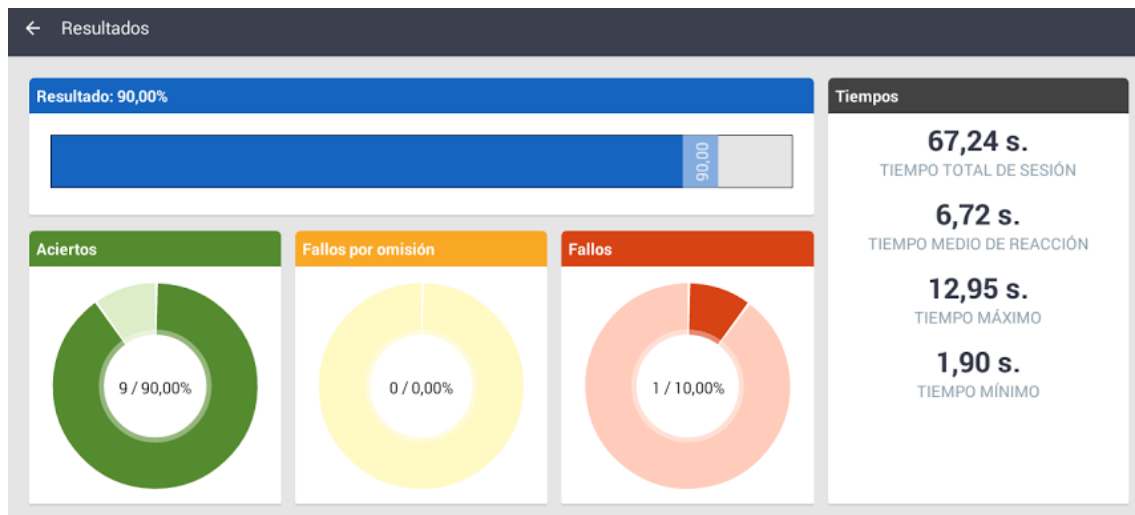 ← Resultados
Resultado: 90,00%
90,00
Aciertos
9 / 90,00%
Fallos por omisión
0 / 0,00%
Fallos
1 / 10,00%
Tiempos
67,24 s.
TIEMPO TOTAL DE SESIÓN
6,72 s.
TIEMPO MEDIO DE REACCIÓN
12,95 s.
TIEMPO MÁXIMO
1,90 s.
TIEMPO MÍNIMO